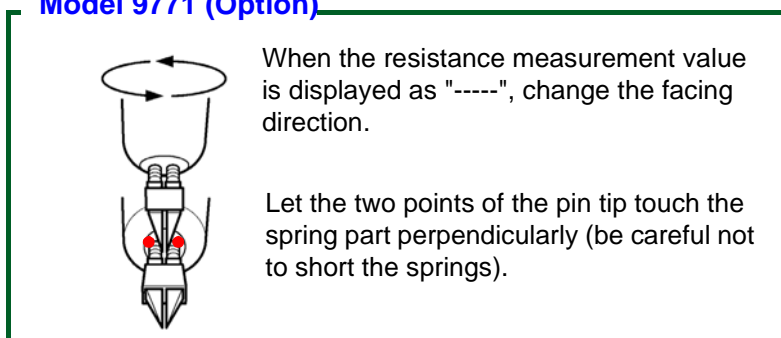 Model 9771 (Option)
When the resistance measurement value
is displayed as "-----", change the facing
direction.
Let the two points of the pin tip touch the
spring part perpendicularly (be careful not
to short the springs).